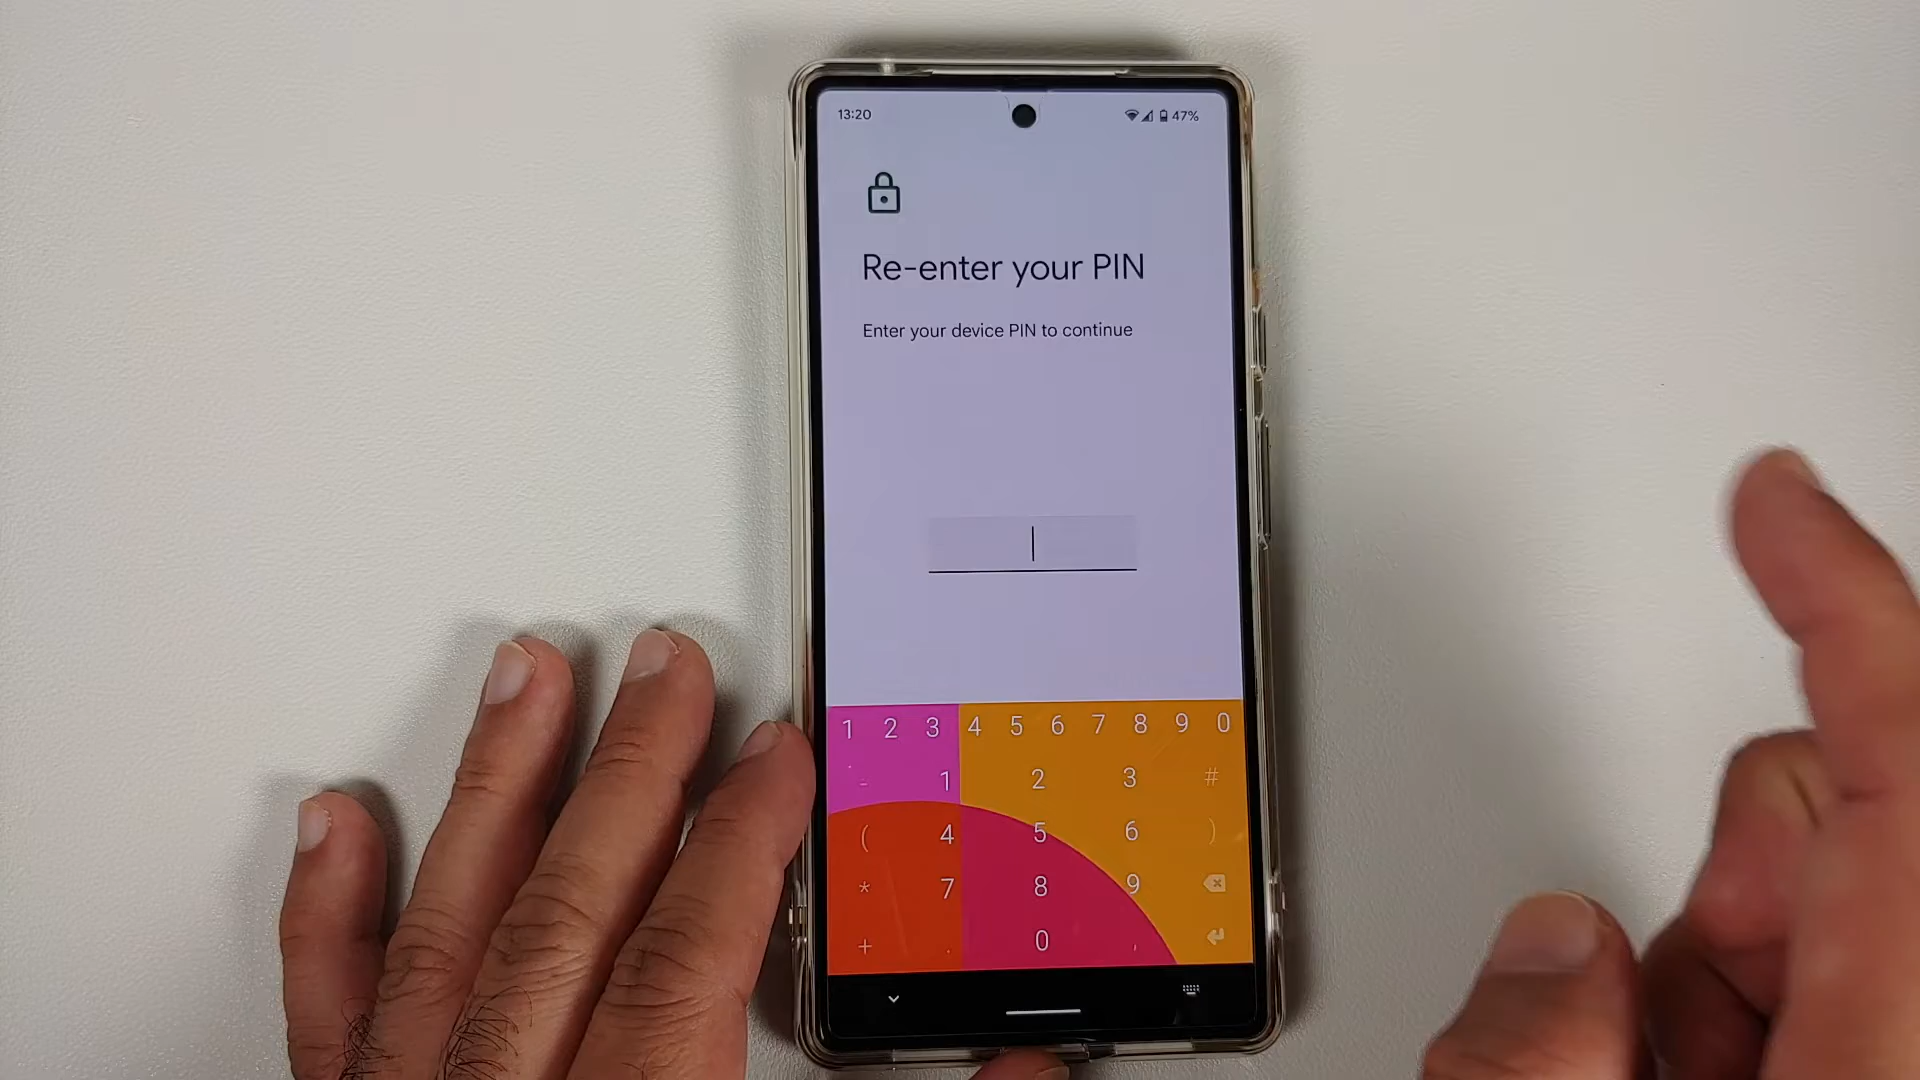 13:20 47%
Re-enter your PIN
Enter your device PIN to continue
1 2 3 4 5 6 7 8 9 0
- 1 2 3 #
( 4 5 6 )
* 7 8 9
+ . 0 ,